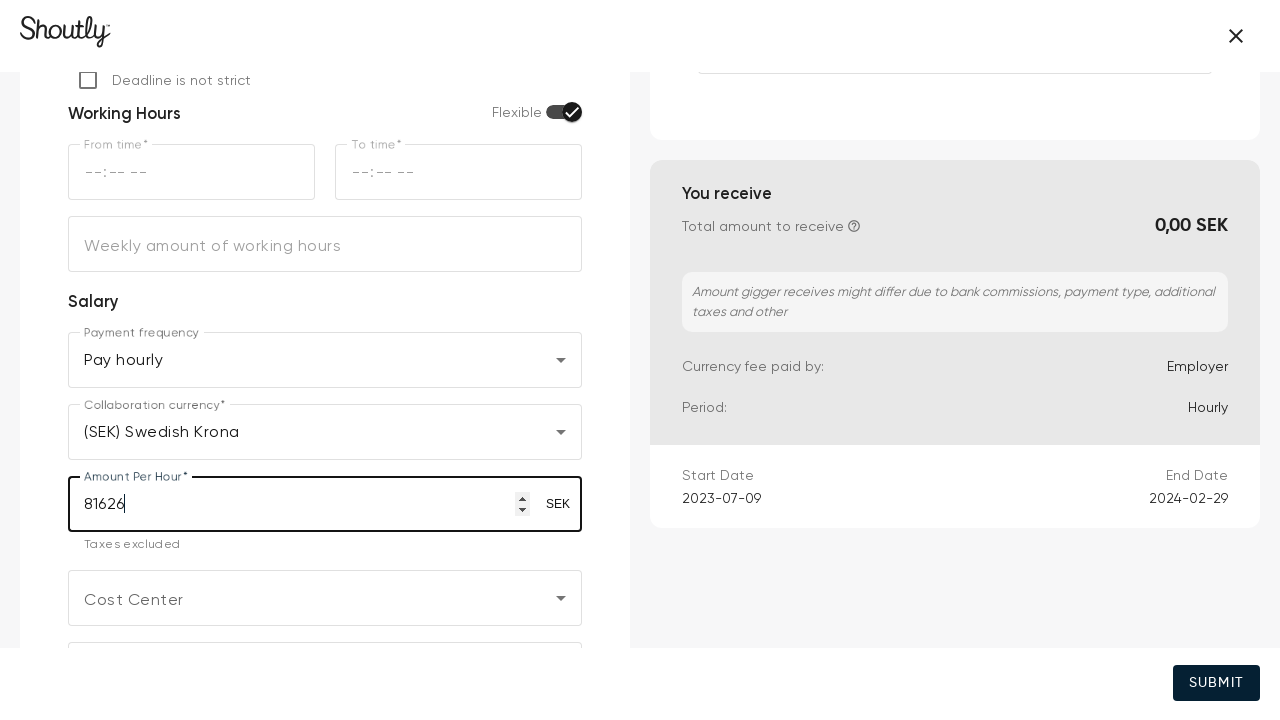 Shoutly™
Deadline is not strict
Working Hours
Flexible
From time*
--:-- --
To time*
--:-- --
Weekly amount of working hours
Salary
Payment frequency
Pay hourly
Collaboration currency*
(SEK) Swedish Krona
Amount Per Hour*
81626
SEK
Taxes excluded
Cost Center
You receive
Total amount to receive
0,00 SEK
Amount gigger receives might differ due to bank commissions, payment type, additional
taxes and other
Currency fee paid by:
Employer
Period:
Hourly
Start Date
End Date
2023-07-09
2024-02-29
SUBMIT